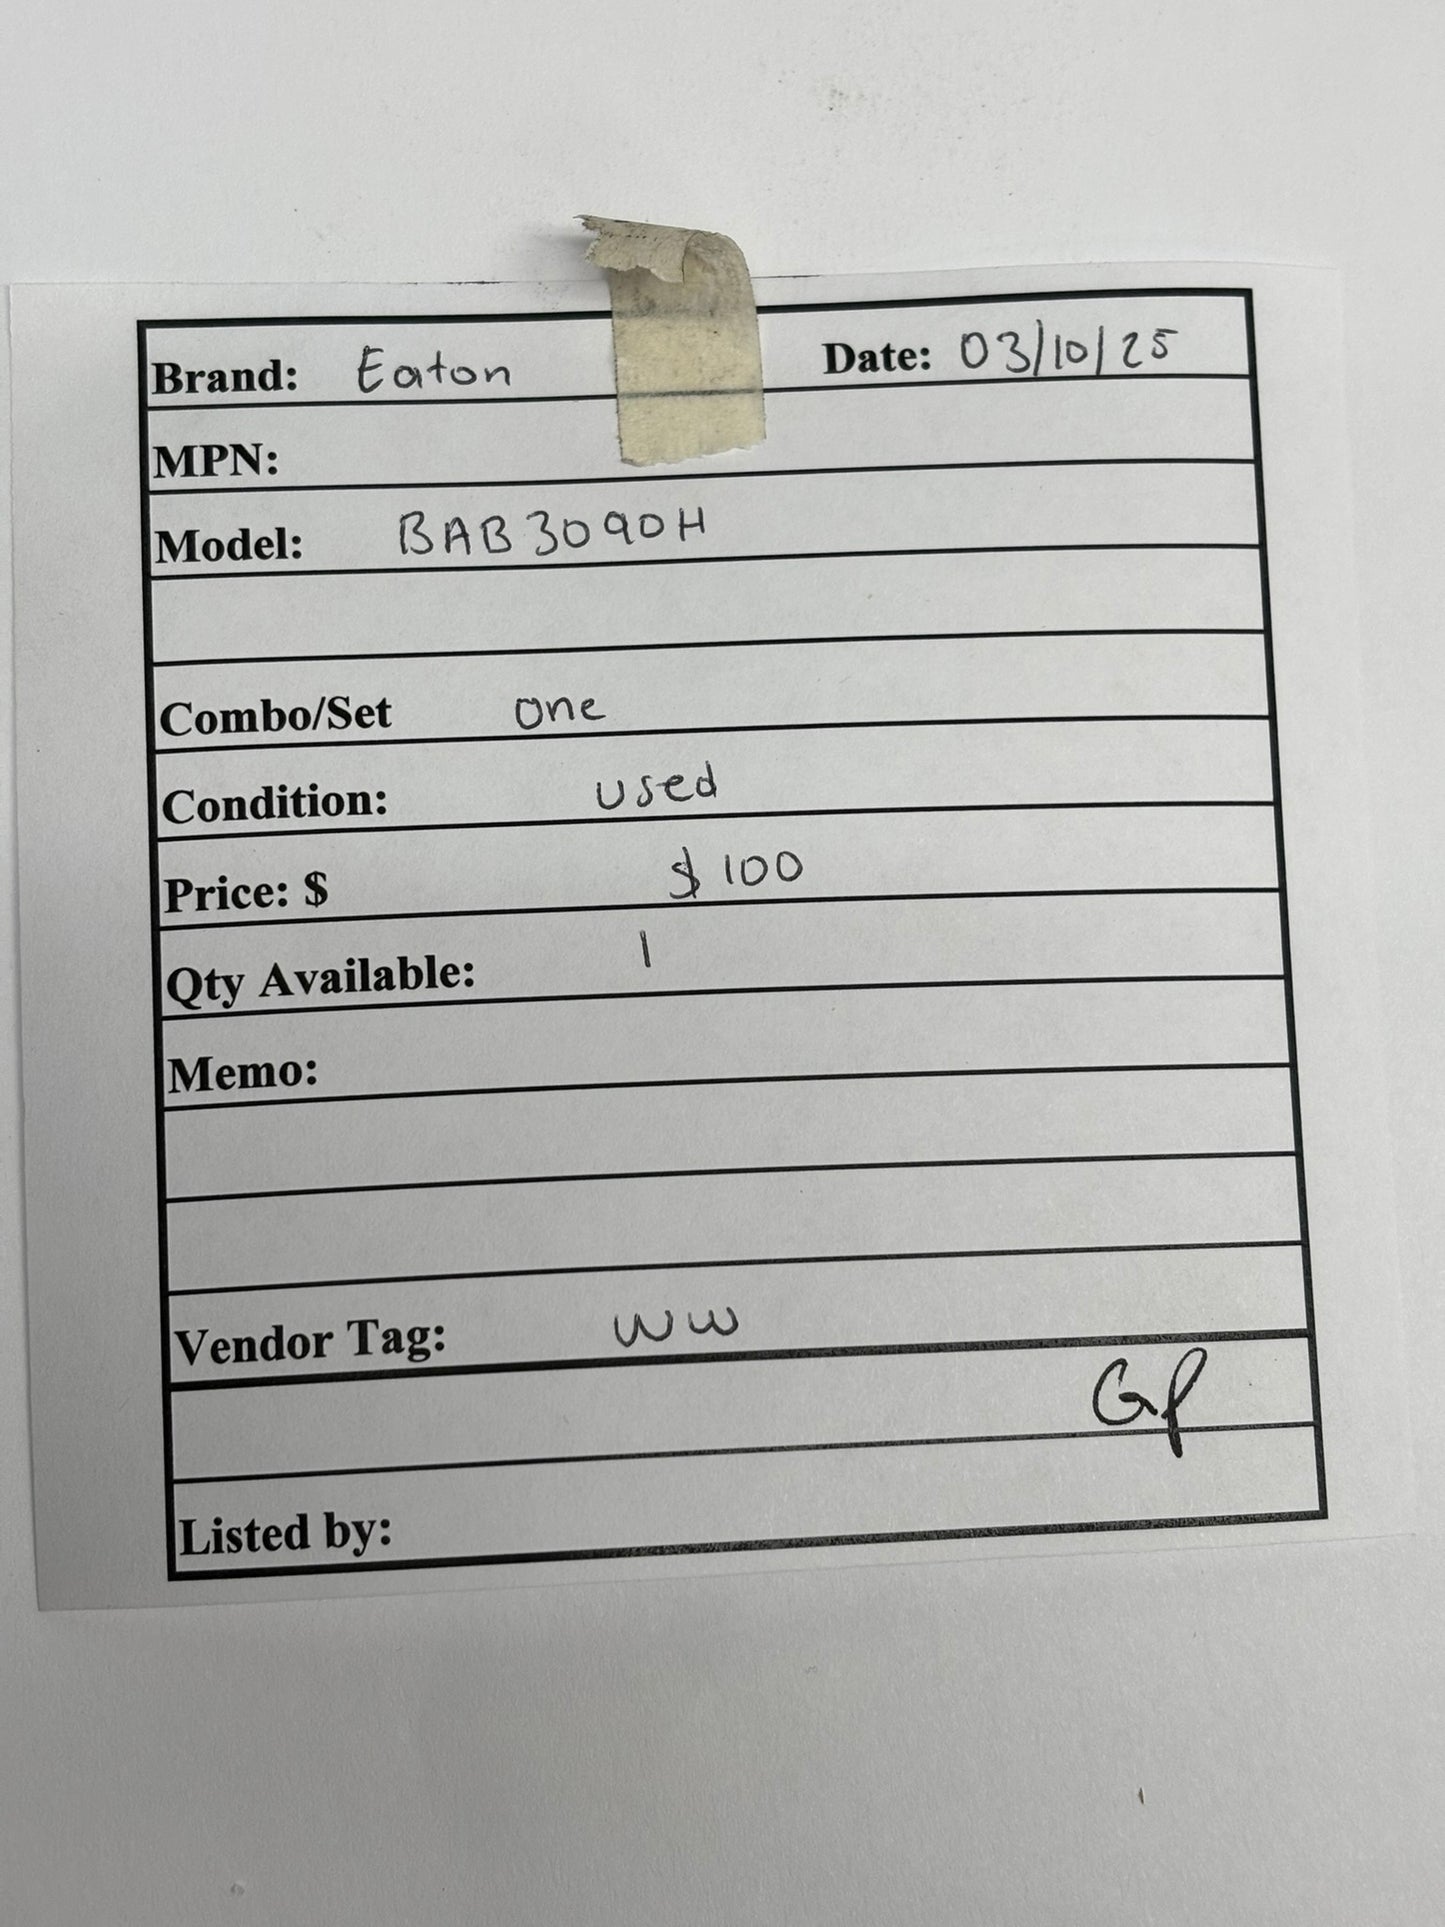 Brand: Eaton Date: 03/10/25
MPN:
Model: BAB3090H
Combo/Set one
Condition: used
Price: $ $100
Qty Available: 1
Memo:
Vendor Tag: WW
GP
Listed by: